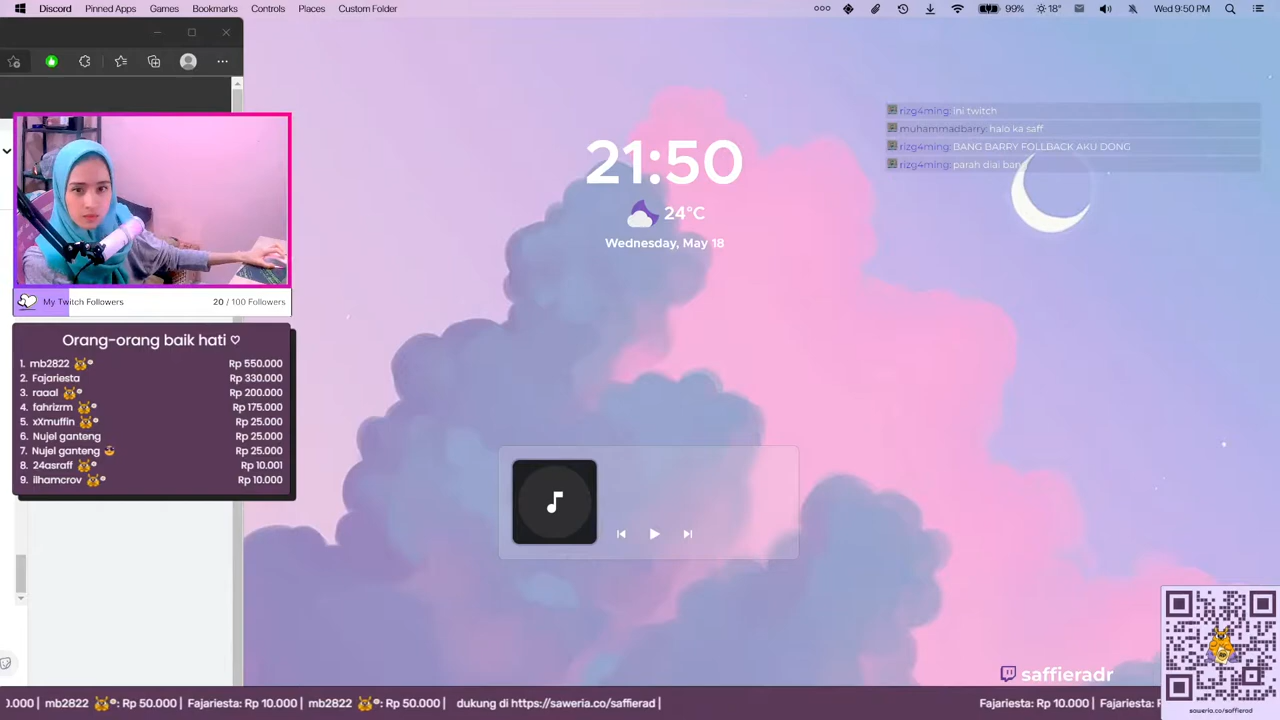 Discord Pinned Apps Games Bookmarks Controls Places Custom Folder 99% 18° Wed 9:50 PM
rizg4ming: ini twitch
muhammadbarry halo ka saff
rizg4ming: BANG BARRY FOLLBACK AKU DONG
rizg4ming: parah diai bang
21:50
24°C
Wednesday, May 18
My Twitch Followers 20 / 100 Followers
Orang-orang baik hati ♡
1. mb2822 Rp 550.000
2. Fajariesta Rp 330.000
3. raaal Rp 200.000
4. fahrizrm Rp 175.000
5. xXmuffin Rp 25.000
6. Nujel ganteng Rp 25.000
7. Nujel ganteng Rp 25.000
8. 24asraff Rp 10.001
9. ilhamcrov Rp 10.000
saffieradr
0.000 | mb2822 : Rp 50.000 | Fajariesta: Rp 10.000 | mb2822 : Rp 50.000 | dukung di https://saweria.co/saffierad | Fajariesta: Rp 10.000 | Fajariesta: R
saweria.co/saffierad